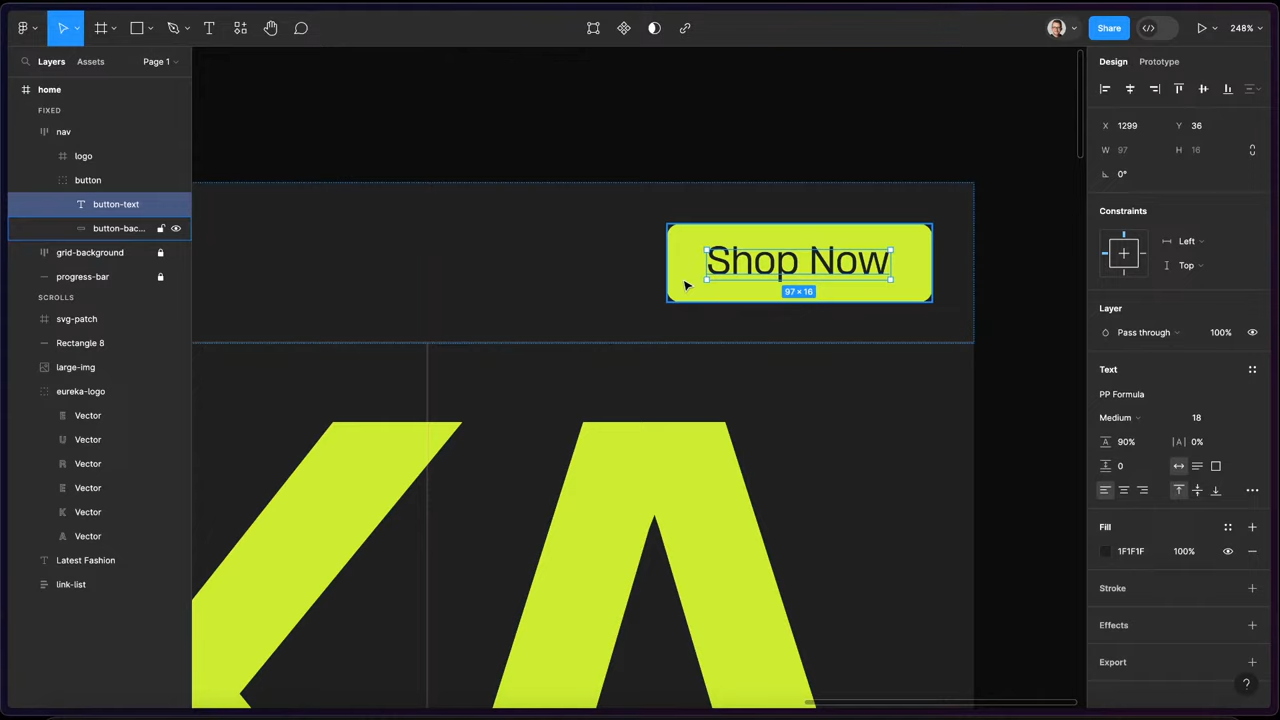 Share
248%
Layers
Assets
Page 1
home
FIXED
nav
logo
button
button-text
button-bac...
grid-background
progress-bar
SCROLLS
svg-patch
Rectangle 8
large-img
eureka-logo
Vector
Vector
Vector
Vector
Vector
Vector
Latest Fashion
link-list
Shop Now
97 × 16
KA
Design
Prototype
X 1299
Y 36
W 97
H 16
0°
Constraints
Left
Top
Layer
Pass through
100%
Text
PP Formula
Medium
18
90%
0%
0
Fill
1F1F1F
100%
Stroke
Effects
Export
?